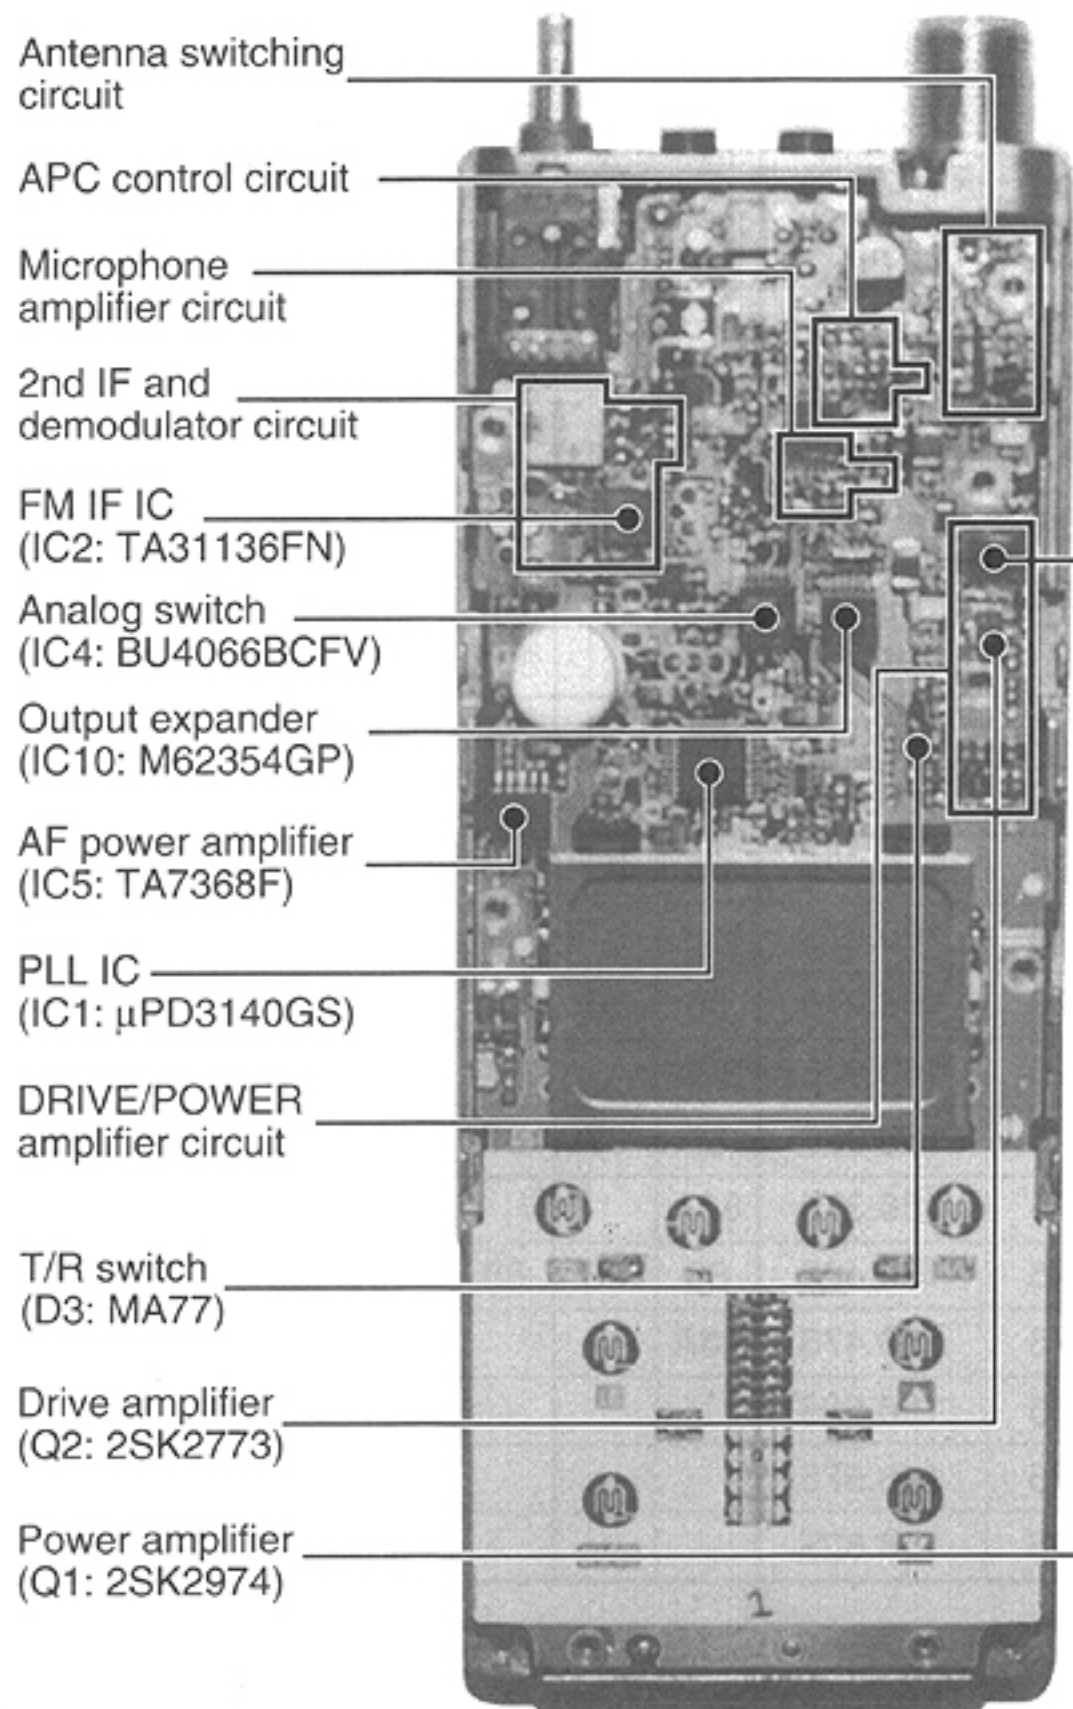 Antenna switching
circuit
APC control circuit
Microphone
amplifier circuit
2nd IF and
demodulator circuit
FM IF IC
(IC2: TA31136FN)
Analog switch
(IC4: BU4066BCFV)
Output expander
(IC10: M62354GP)
AF power amplifier
(IC5: TA7368F)
PLL IC
(IC1: μPD3140GS)
DRIVE/POWER
amplifier circuit
T/R switch
(D3: MA77)
Drive amplifier
(Q2: 2SK2773)
Power amplifier
(Q1: 2SK2974)
1